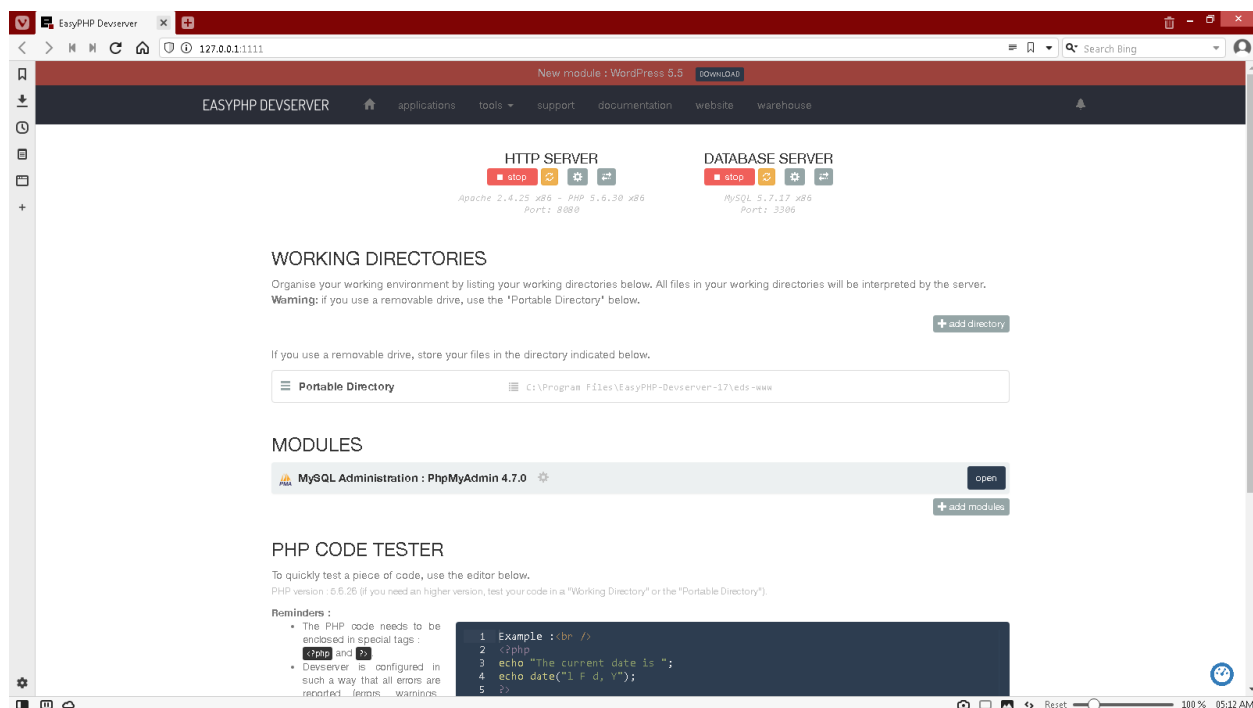 EasyPHP Devserver
127.0.0.1:1111
Search Bing
New module : WordPress 5.5 DOWNLOAD
EASYPHP DEVSERVER applications tools support documentation website warehouse
HTTP SERVER
stop
Apache 2.4.25 x86 - PHP 5.6.30 x86
Port: 8080
DATABASE SERVER
stop
MySQL 5.7.17 x86
Port: 3306
WORKING DIRECTORIES
Organise your working environment by listing your working directories below. All files in your working directories will be interpreted by the server.
Warning: if you use a removable drive, use the "Portable Directory" below.
add directory
If you use a removable drive, store your files in the directory indicated below.
Portable Directory C:\Program Files\EasyPHP-Devserver-17\eds-www
MODULES
PMA MySQL Administration : PhpMyAdmin 4.7.0 open
add modules
PHP CODE TESTER
To quickly test a piece of code, use the editor below.
PHP version : 5.6.26 (if you need an higher version, test your code in a "Working Directory" or the "Portable Directory").
Reminders :
• The PHP code needs to be
enclosed in special tags :
<?php and ?>
• Devserver is configured in
such a way that all errors are
reported (errors, warnings,
1 Example :<br />
2 <?php
3 echo "The current date is ";
4 echo date("l F d, Y");
5 ?>
Reset 100 % 05:12 AM